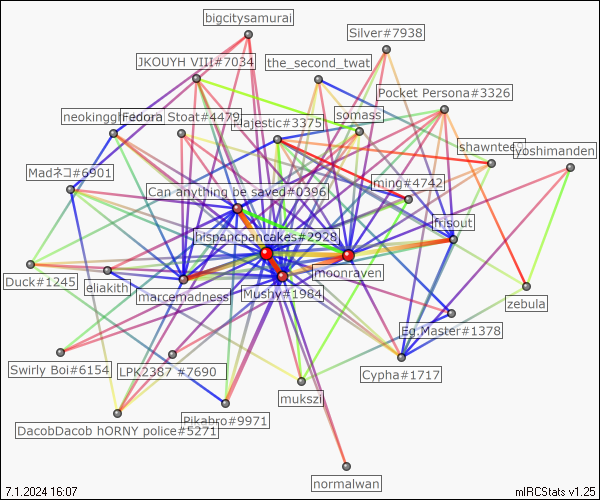 bigcitysamurai
Silver#7938
JKOUYH VIII#7034
the_second_twat
Pocket Persona#3326
neokinggh
Fedora Stoat#4479
Majestic#3375
somass
shawntee
yoshimanden
Madネコ#6901
ming#4742
Can anything be saved#0396
frisout
hispancpancakes#2928
moonraven
Duck#1245
eliakith
marcemadness
Mushy#1984
zebula
Eg.Master#1378
Swirly Boi#6154
LPK2387 #7690
Cypha#1717
mukszi
Pikabro#9971
DacobDacob hORNY police#5271
normalwan
7.1.2024 16:07
mIRCStats v1.25